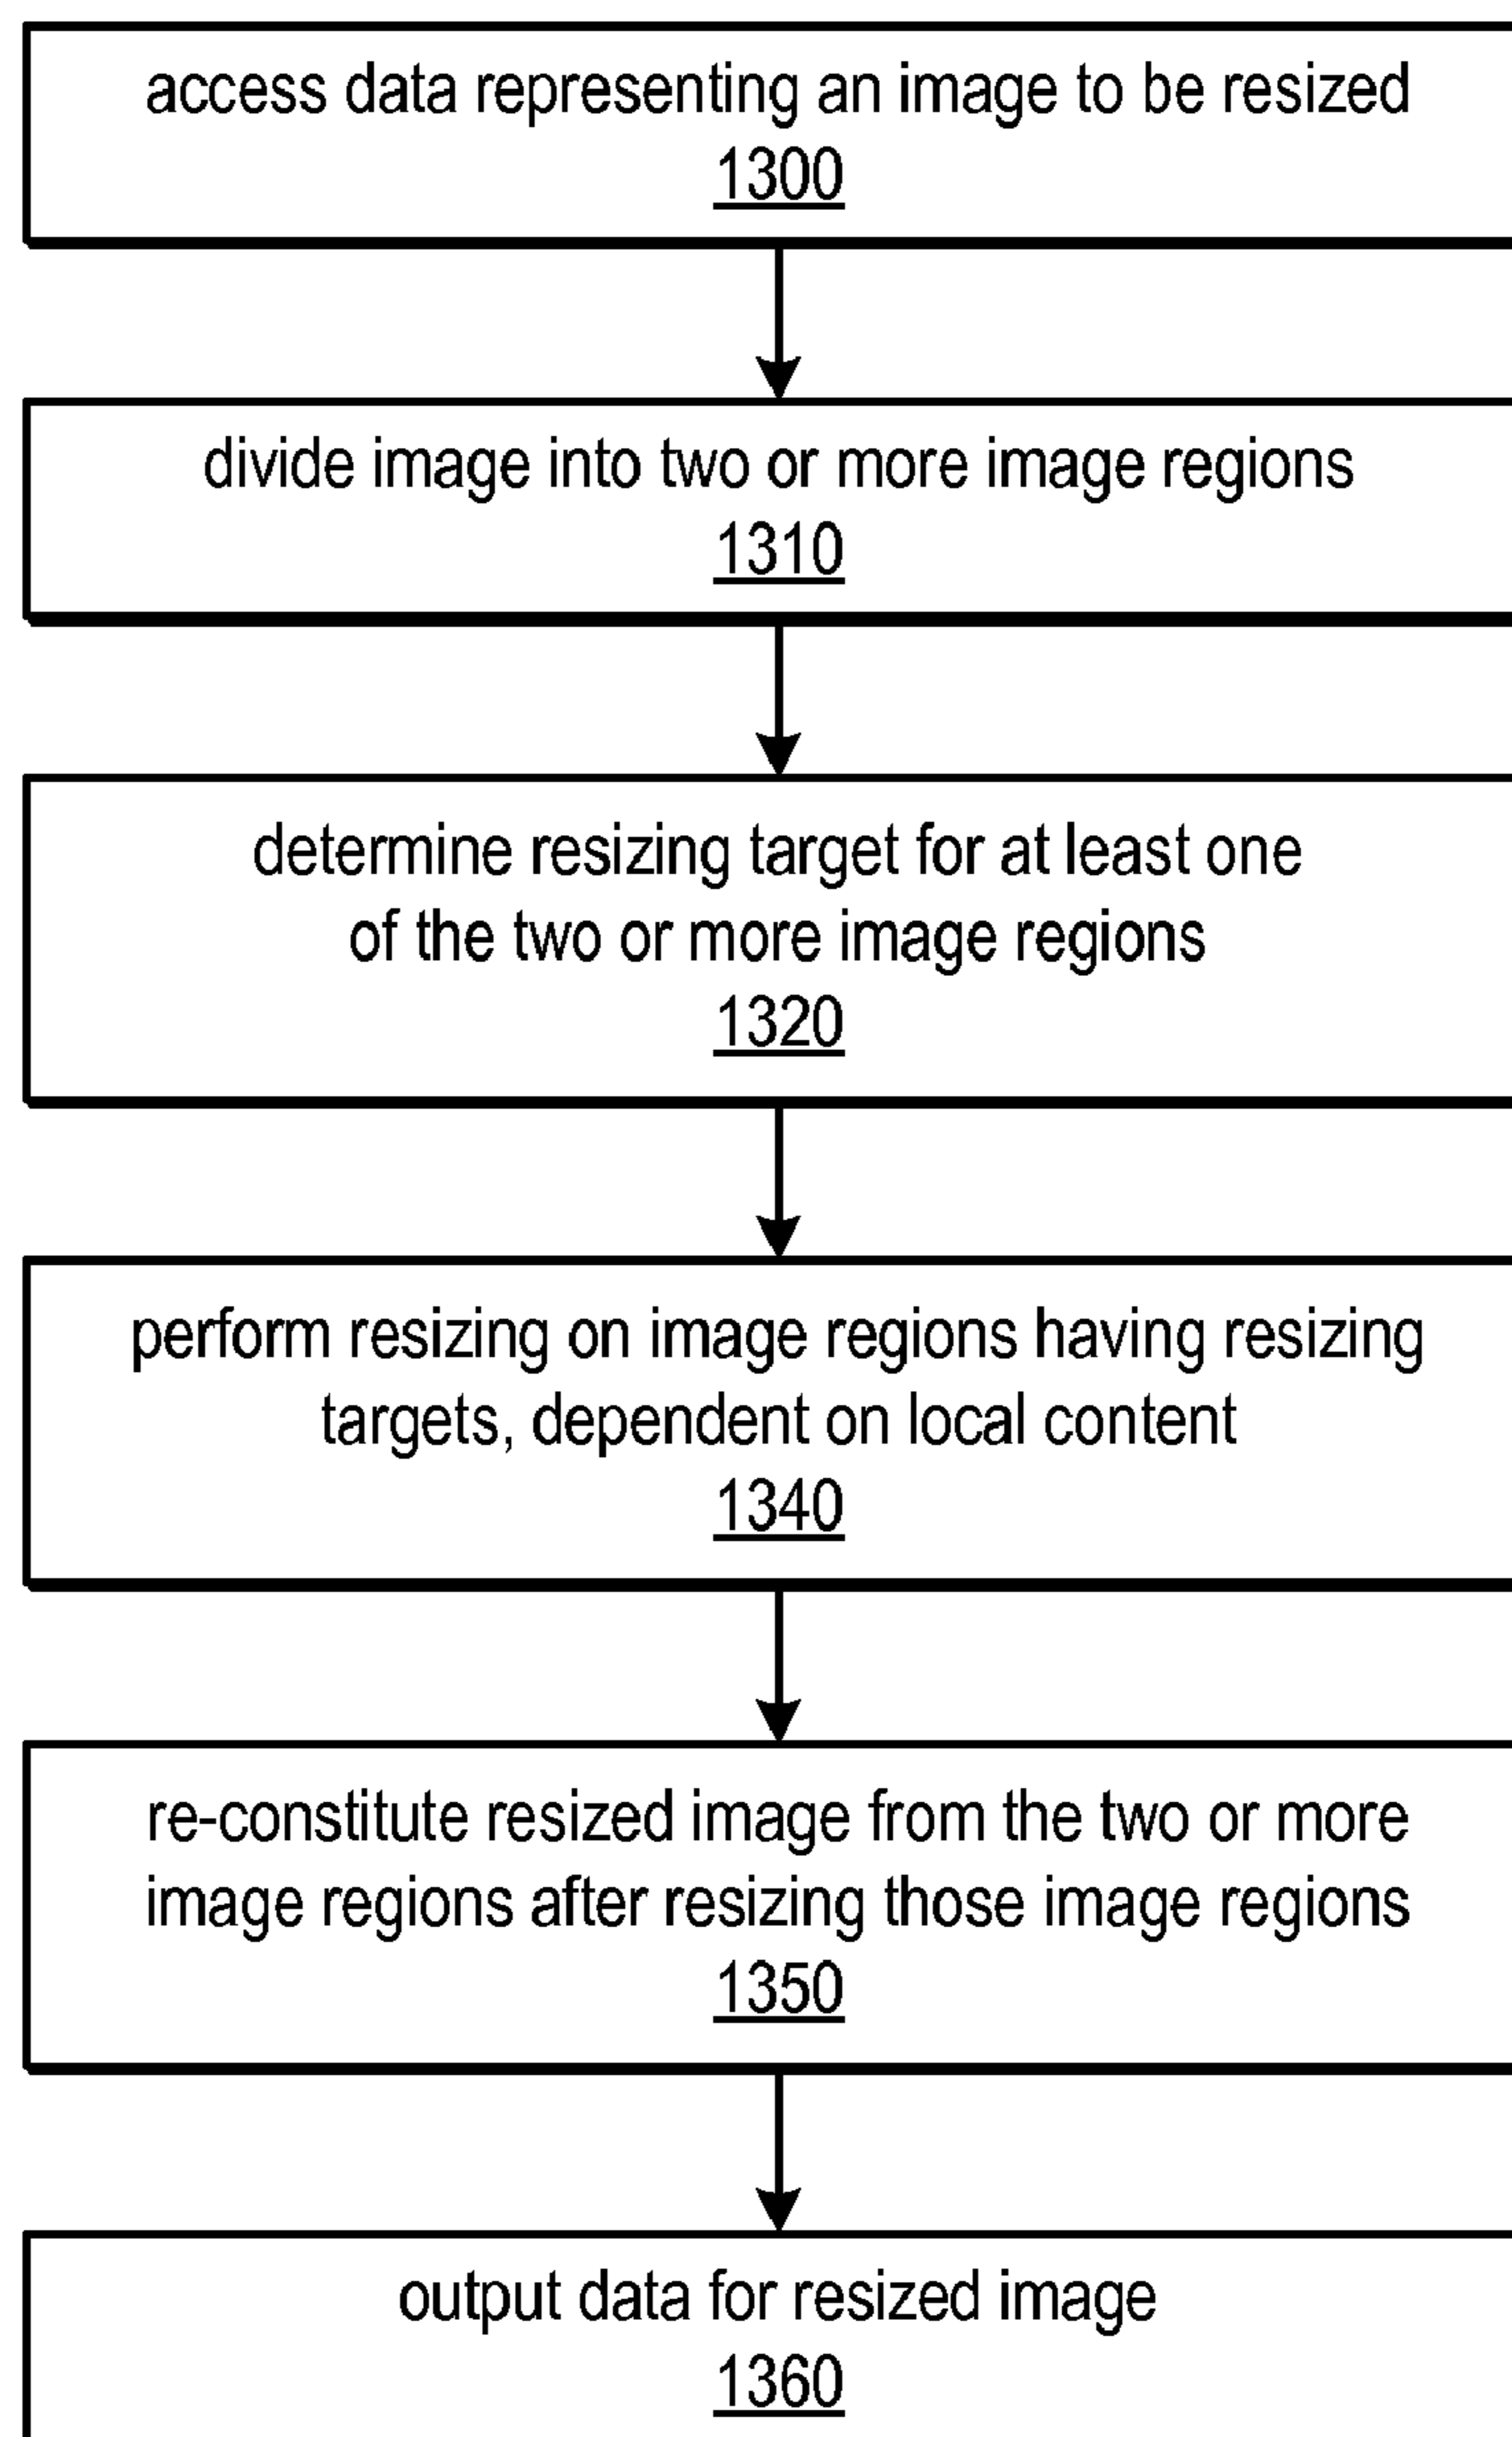 access data representing an image to be resized
1300
divide image into two or more image regions
1310
determine resizing target for at least one
of the two or more image regions
1320
perform resizing on image regions having resizing
targets, dependent on local content
1340
re-constitute resized image from the two or more
image regions after resizing those image regions
1350
output data for resized image
1360